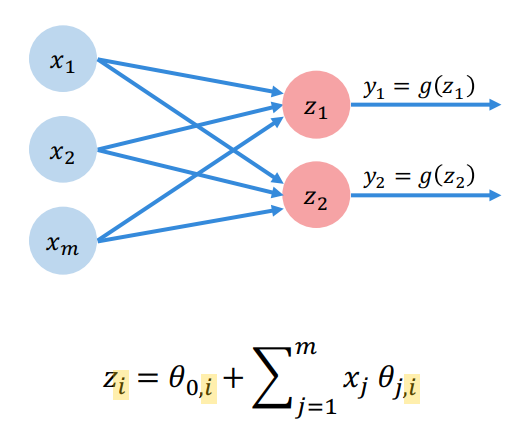 x₁
x₂
xₘ
z₁
z₂
y₁ = g(z₁)
y₂ = g(z₂)
zᵢ = θ₀,ᵢ + ∑ⱼ₌₁ᵐ xⱼ θⱼ,ᵢ